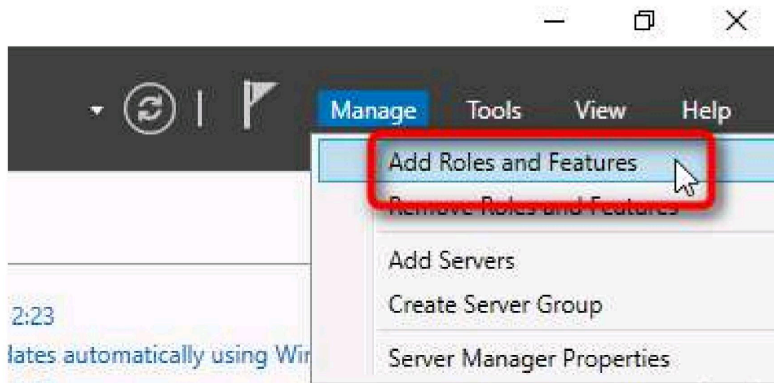 Manage Tools View Help
Add Roles and Features
Remove Roles and Features
Add Servers
Create Server Group
2:23
dates automatically using Wir
Server Manager Properties